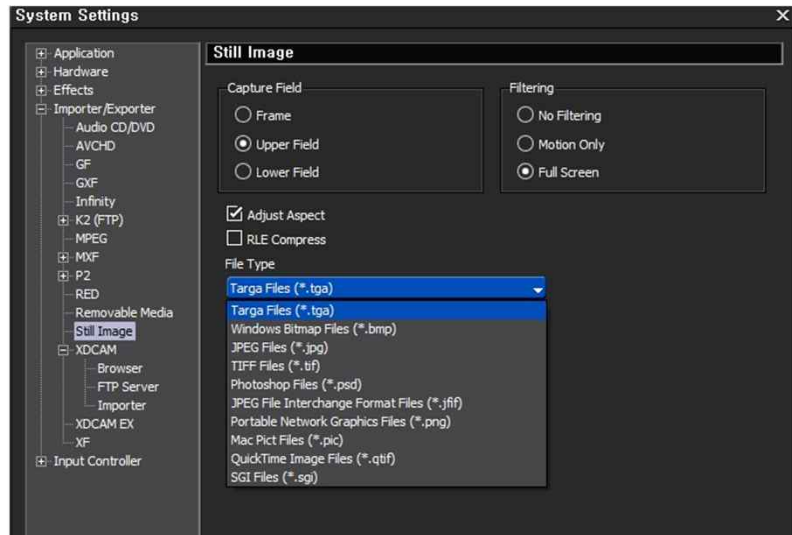 System Settings
Application
Hardware
Effects
Importer/Exporter
Audio CD/DVD
AVCHD
GF
GXF
Infinity
K2 (FTP)
MPEG
MXF
P2
RED
Removable Media
Still Image
XDCAM
Browser
FTP Server
Importer
XDCAM EX
XF
Input Controller
Still Image
Capture Field
Frame
Upper Field
Lower Field
Filtering
No Filtering
Motion Only
Full Screen
Adjust Aspect
RLE Compress
File Type
Targa Files (*.tga)
Targa Files (*.tga)
Windows Bitmap Files (*.bmp)
JPEG Files (*.jpg)
TIFF Files (*.tif)
Photoshop Files (*.psd)
JPEG File Interchange Format Files (*.jfif)
Portable Network Graphics Files (*.png)
Mac Pict Files (*.pic)
QuickTime Image Files (*.qtif)
SGI Files (*.sgi)